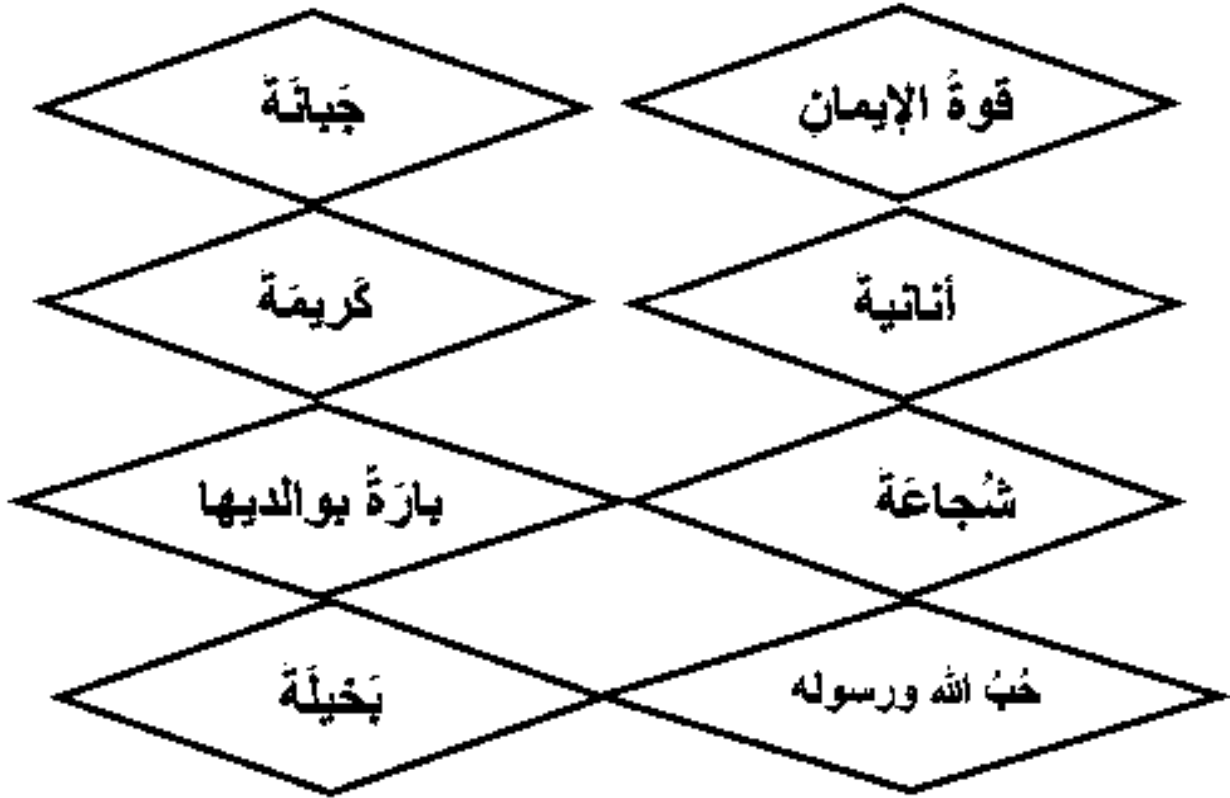 قوةُ الإيمانِ
جَبانَة
أنانية
كَريمَة
شُجاعَة
بارَةٌ بوالديها
حُبُ الله ورسوله
بَخيلَة